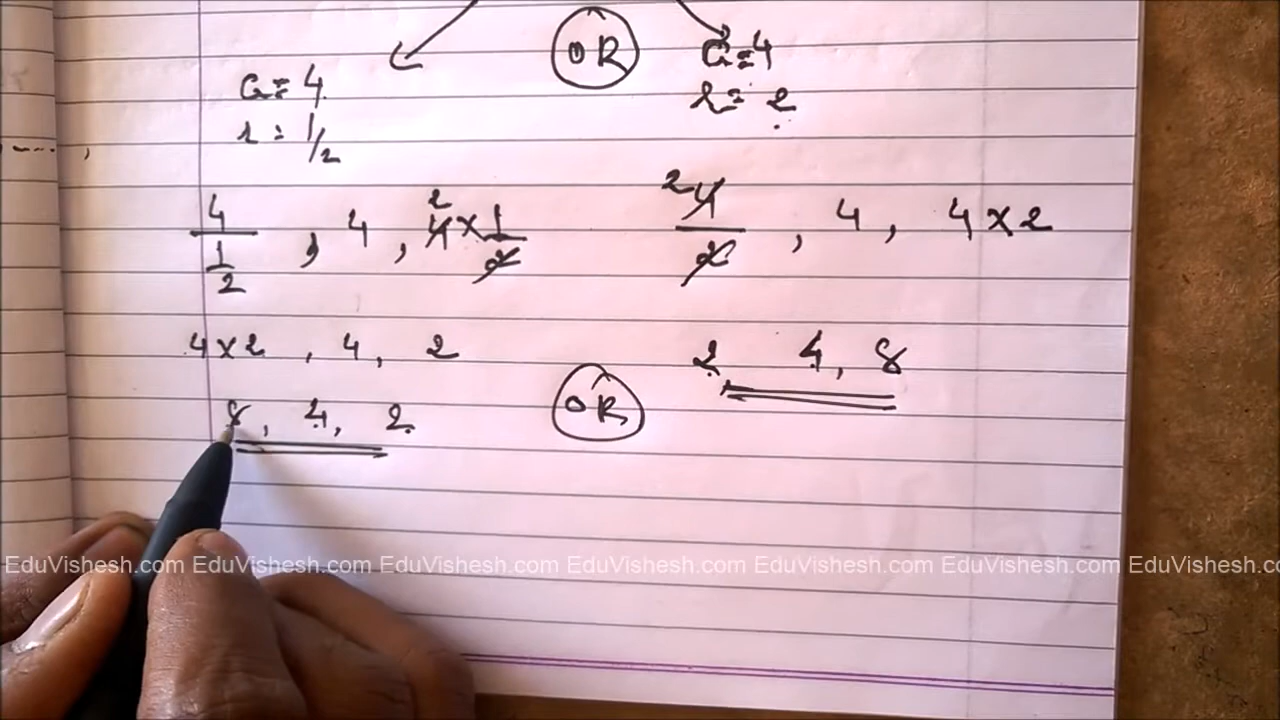 a = 4
r = 1/2
OR
a = 4
r = 2
4/(1/2) , 4 , 4 2 × 1/2
2 4/2 , 4 , 4 × 2
4 × 2 , 4 , 2
8 , 4 , 2
OR
2 4 , 8
EduVishesh.com EduVishesh.com EduVishesh.com EduVishesh.com EduVishesh.com EduVishesh.com EduVishesh.c